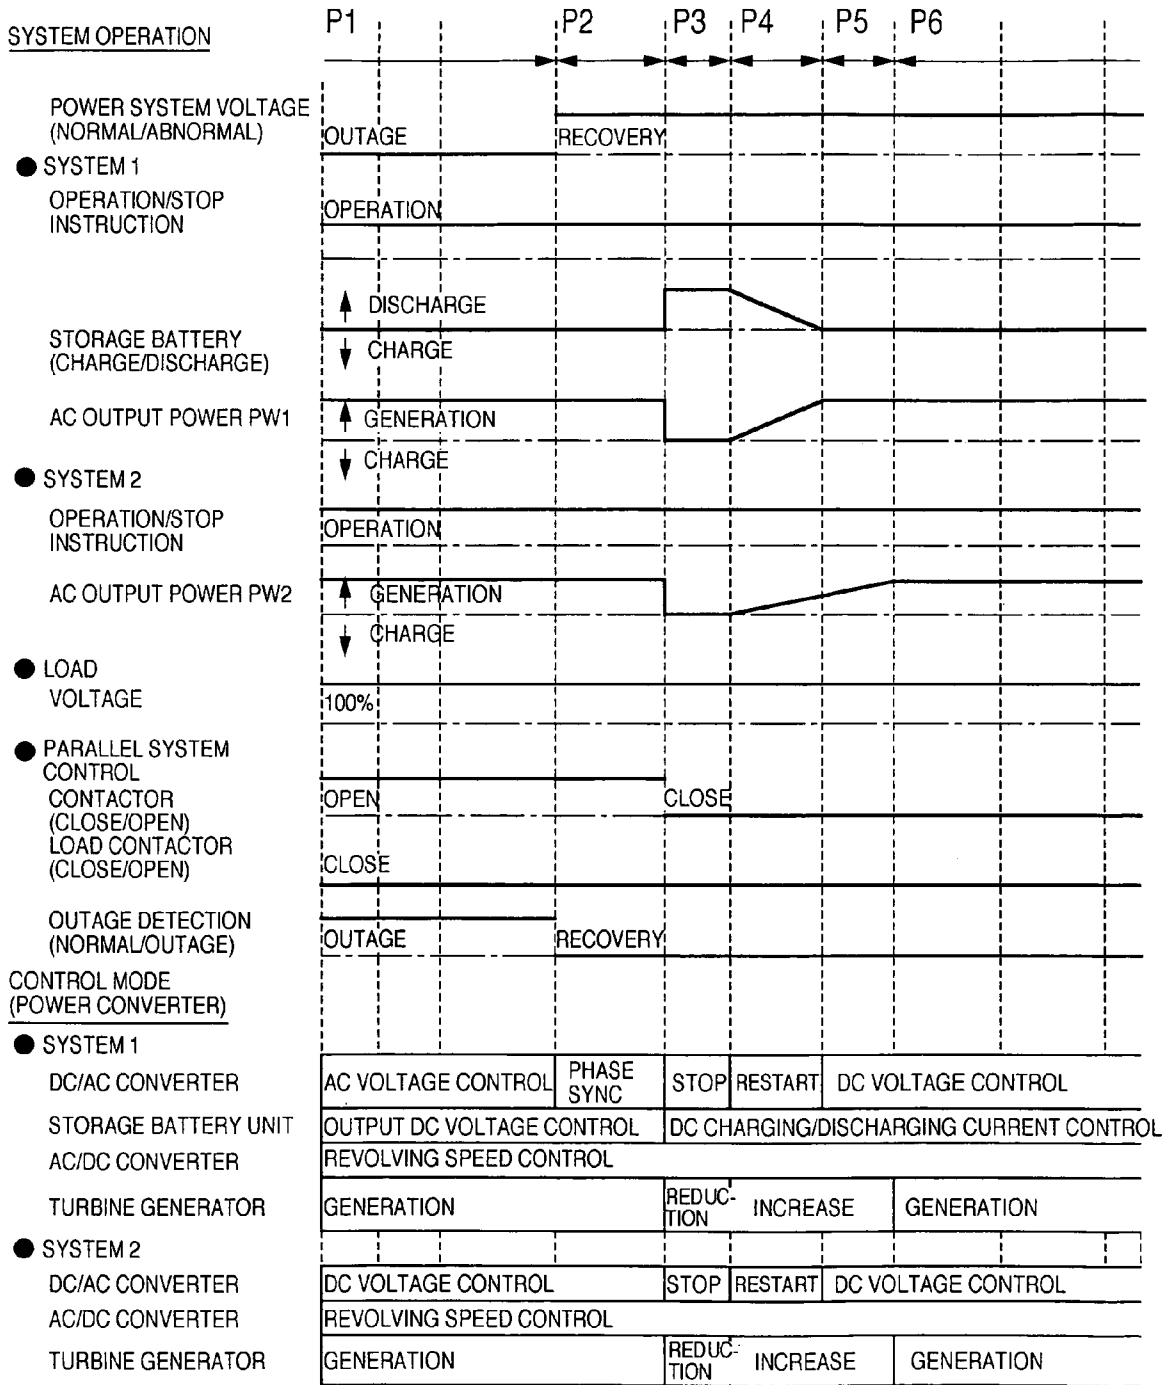 SYSTEM OPERATION P1 P2 P3 P4 P5 P6
POWER SYSTEM VOLTAGE
(NORMAL/ABNORMAL) OUTAGE RECOVERY
● SYSTEM 1
OPERATION/STOP
INSTRUCTION OPERATION
DISCHARGE
STORAGE BATTERY
(CHARGE/DISCHARGE) CHARGE
AC OUTPUT POWER PW1 GENERATION
CHARGE
● SYSTEM 2
OPERATION/STOP
INSTRUCTION OPERATION
AC OUTPUT POWER PW2 GENERATION
CHARGE
● LOAD
VOLTAGE 100%
● PARALLEL SYSTEM
CONTROL
CONTACTOR
(CLOSE/OPEN) OPEN CLOSE
LOAD CONTACTOR
(CLOSE/OPEN) CLOSE
OUTAGE DETECTION
(NORMAL/OUTAGE) OUTAGE RECOVERY
CONTROL MODE
(POWER CONVERTER)
● SYSTEM 1
DC/AC CONVERTER AC VOLTAGE CONTROL PHASE SYNC STOP RESTART DC VOLTAGE CONTROL
STORAGE BATTERY UNIT OUTPUT DC VOLTAGE CONTROL DC CHARGING/DISCHARGING CURRENT CONTROL
AC/DC CONVERTER REVOLVING SPEED CONTROL
TURBINE GENERATOR GENERATION REDUC-TION INCREASE GENERATION
● SYSTEM 2
DC/AC CONVERTER DC VOLTAGE CONTROL STOP RESTART DC VOLTAGE CONTROL
AC/DC CONVERTER REVOLVING SPEED CONTROL
TURBINE GENERATOR GENERATION REDUC-TION INCREASE GENERATION